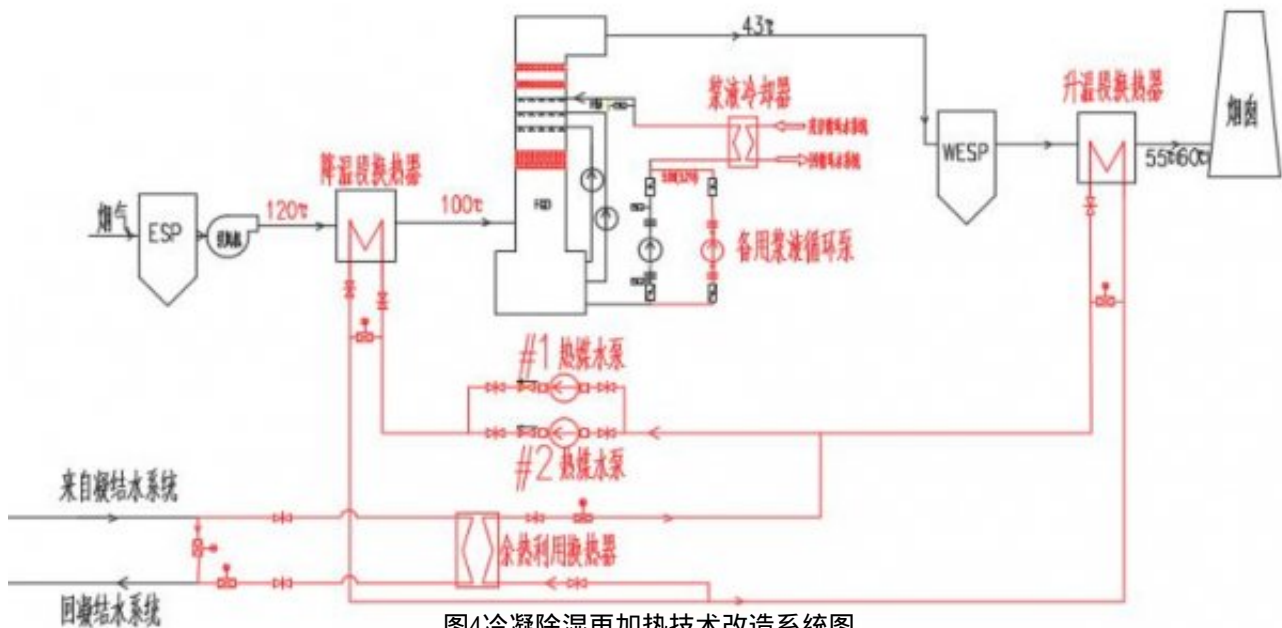 43℃
浆液冷却器
升温段换热器
烟囱
降温段换热器
WESP
55℃60℃
烟气
ESP
120℃
100℃
FGD
备用浆液循环泵
#1热媒水泵
#2热媒水泵
来自凝结水系统
余热利用换热器
回凝结水系统
图4冷凝除湿再加热技术改造系统图